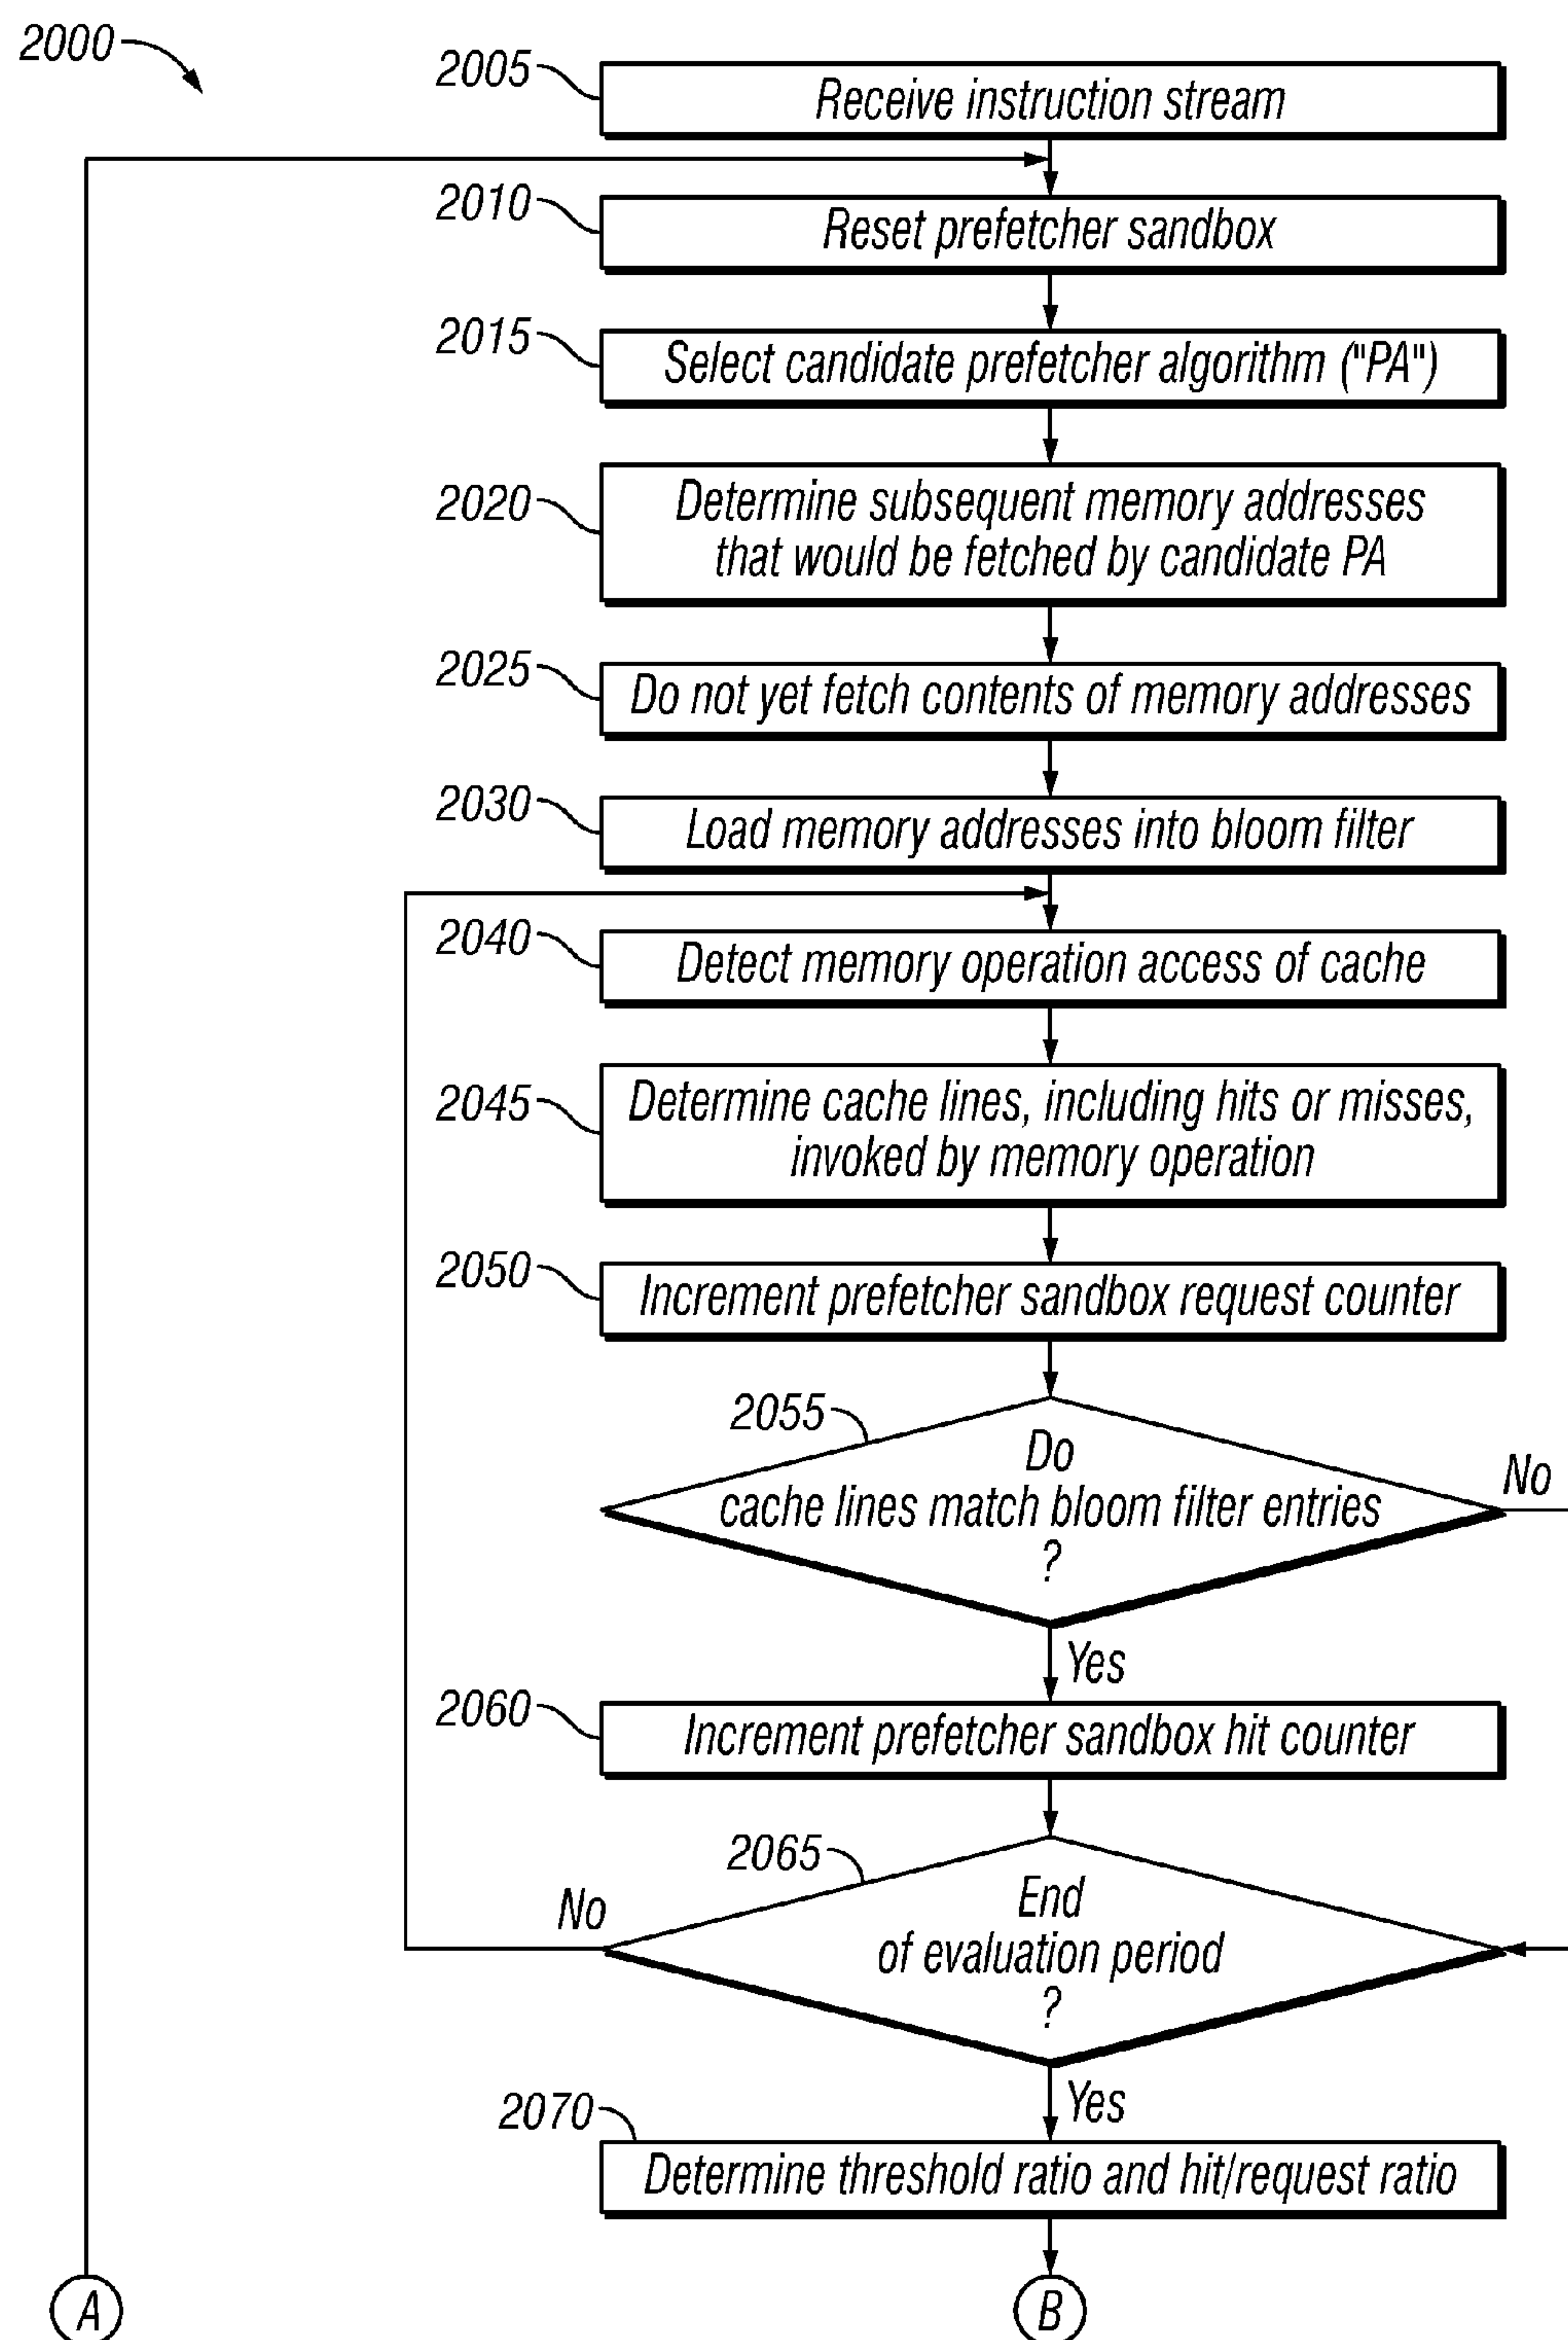 2000
2005
Receive instruction stream
2010
Reset prefetcher sandbox
2015
Select candidate prefetcher algorithm ("PA")
2020
Determine subsequent memory addresses
that would be fetched by candidate PA
2025
Do not yet fetch contents of memory addresses
2030
Load memory addresses into bloom filter
2040
Detect memory operation access of cache
2045
Determine cache lines, including hits or misses,
invoked by memory operation
2050
Increment prefetcher sandbox request counter
2055
Do
cache lines match bloom filter entries
?
No
Yes
2060
Increment prefetcher sandbox hit counter
2065
End
of evaluation period
?
No
Yes
2070
Determine threshold ratio and hit/request ratio
A
B